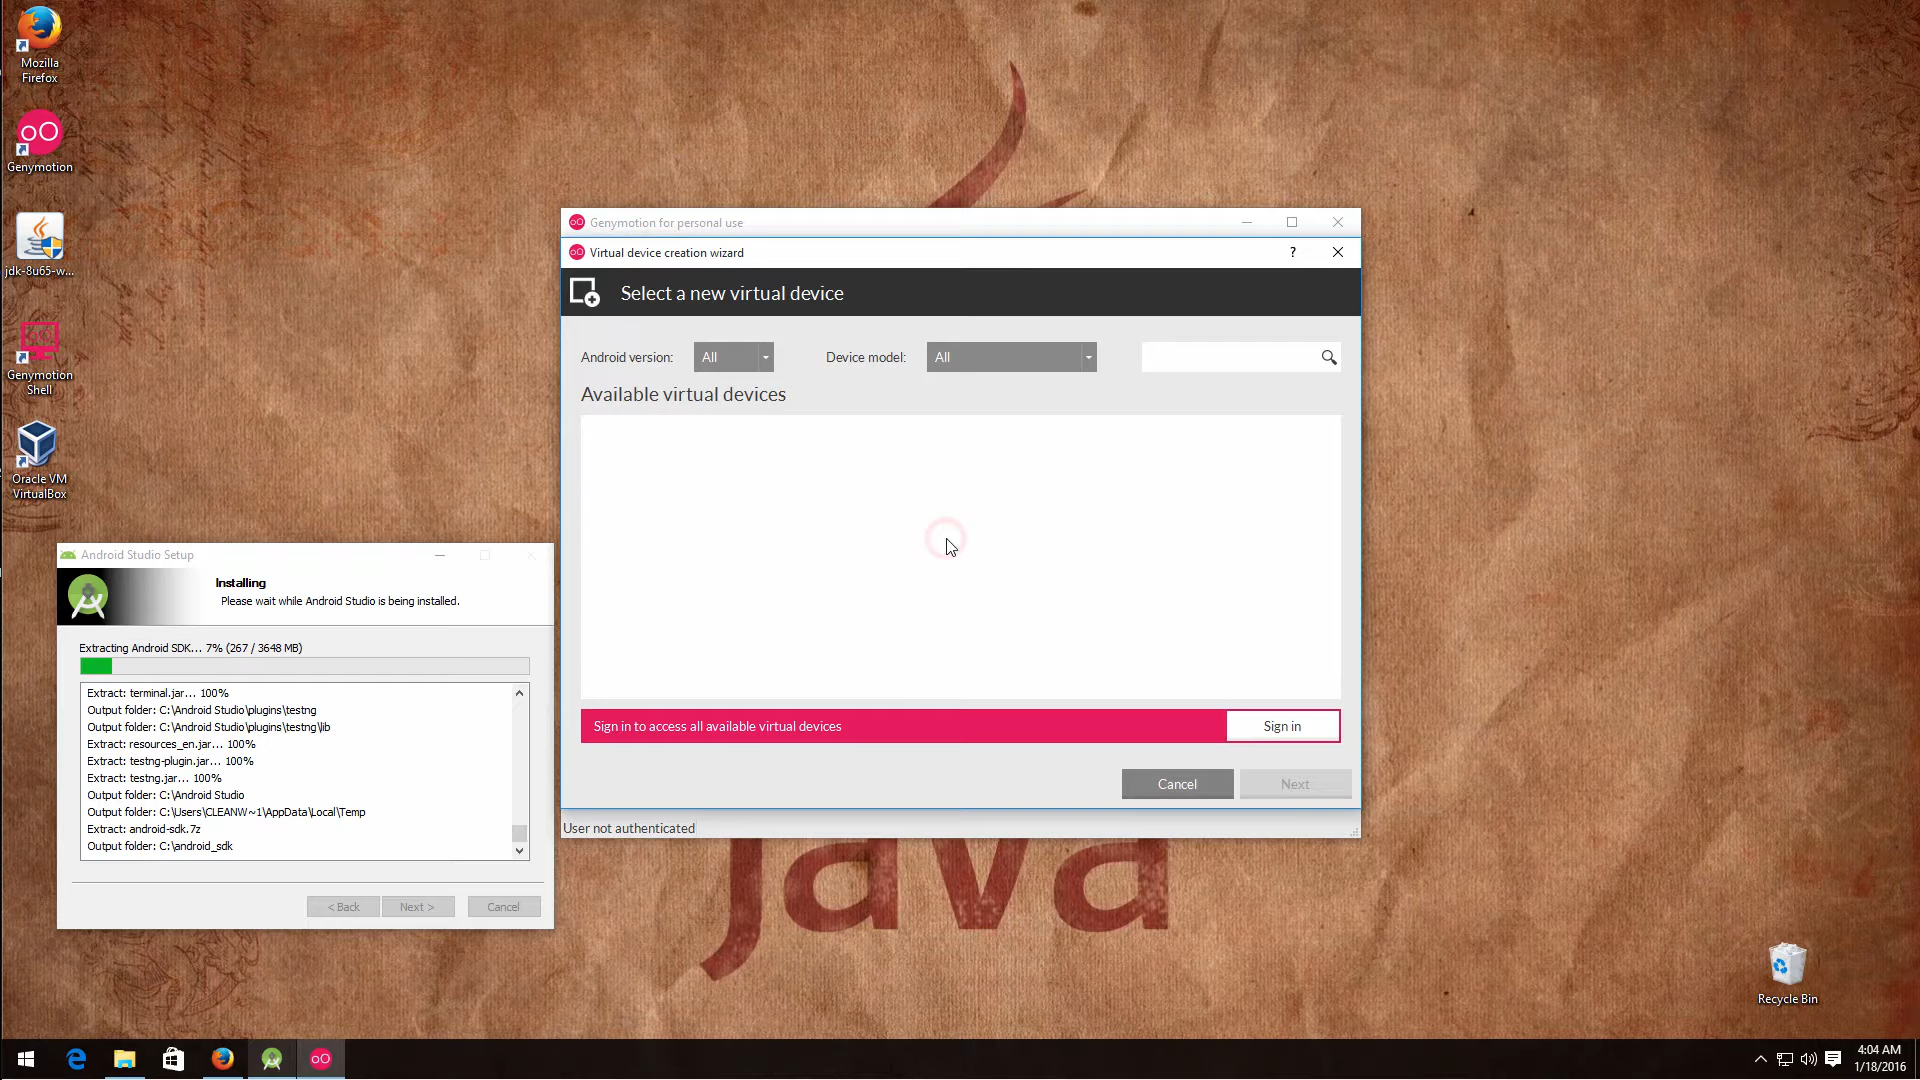 Mozilla
Firefox
Genymotion
jdk-8u65-w...
Genymotion
Shell
Oracle VM
VirtualBox
Genymotion for personal use
Virtual device creation wizard
?
Select a new virtual device
Android version:
All
Device model:
All
Available virtual devices
Sign in to access all available virtual devices
Sign in
Cancel
Next
User not authenticated
Android Studio Setup
Installing
Please wait while Android Studio is being installed.
Extracting Android SDK... 7% (267 / 3648 MB)
Extract: terminal.jar... 100%
Output folder: C:\Android Studio\plugins\testng
Output folder: C:\Android Studio\plugins\testng\lib
Extract: resources_en.jar... 100%
Extract: testng-plugin.jar... 100%
Extract: testng.jar... 100%
Output folder: C:\Android Studio
Output folder: C:\Users\CLEANW~1\AppData\Local\Temp
Extract: android-sdk.7z
Output folder: C:\android_sdk
< Back
Next >
Cancel
java
Recycle Bin
4:04 AM
1/18/2016